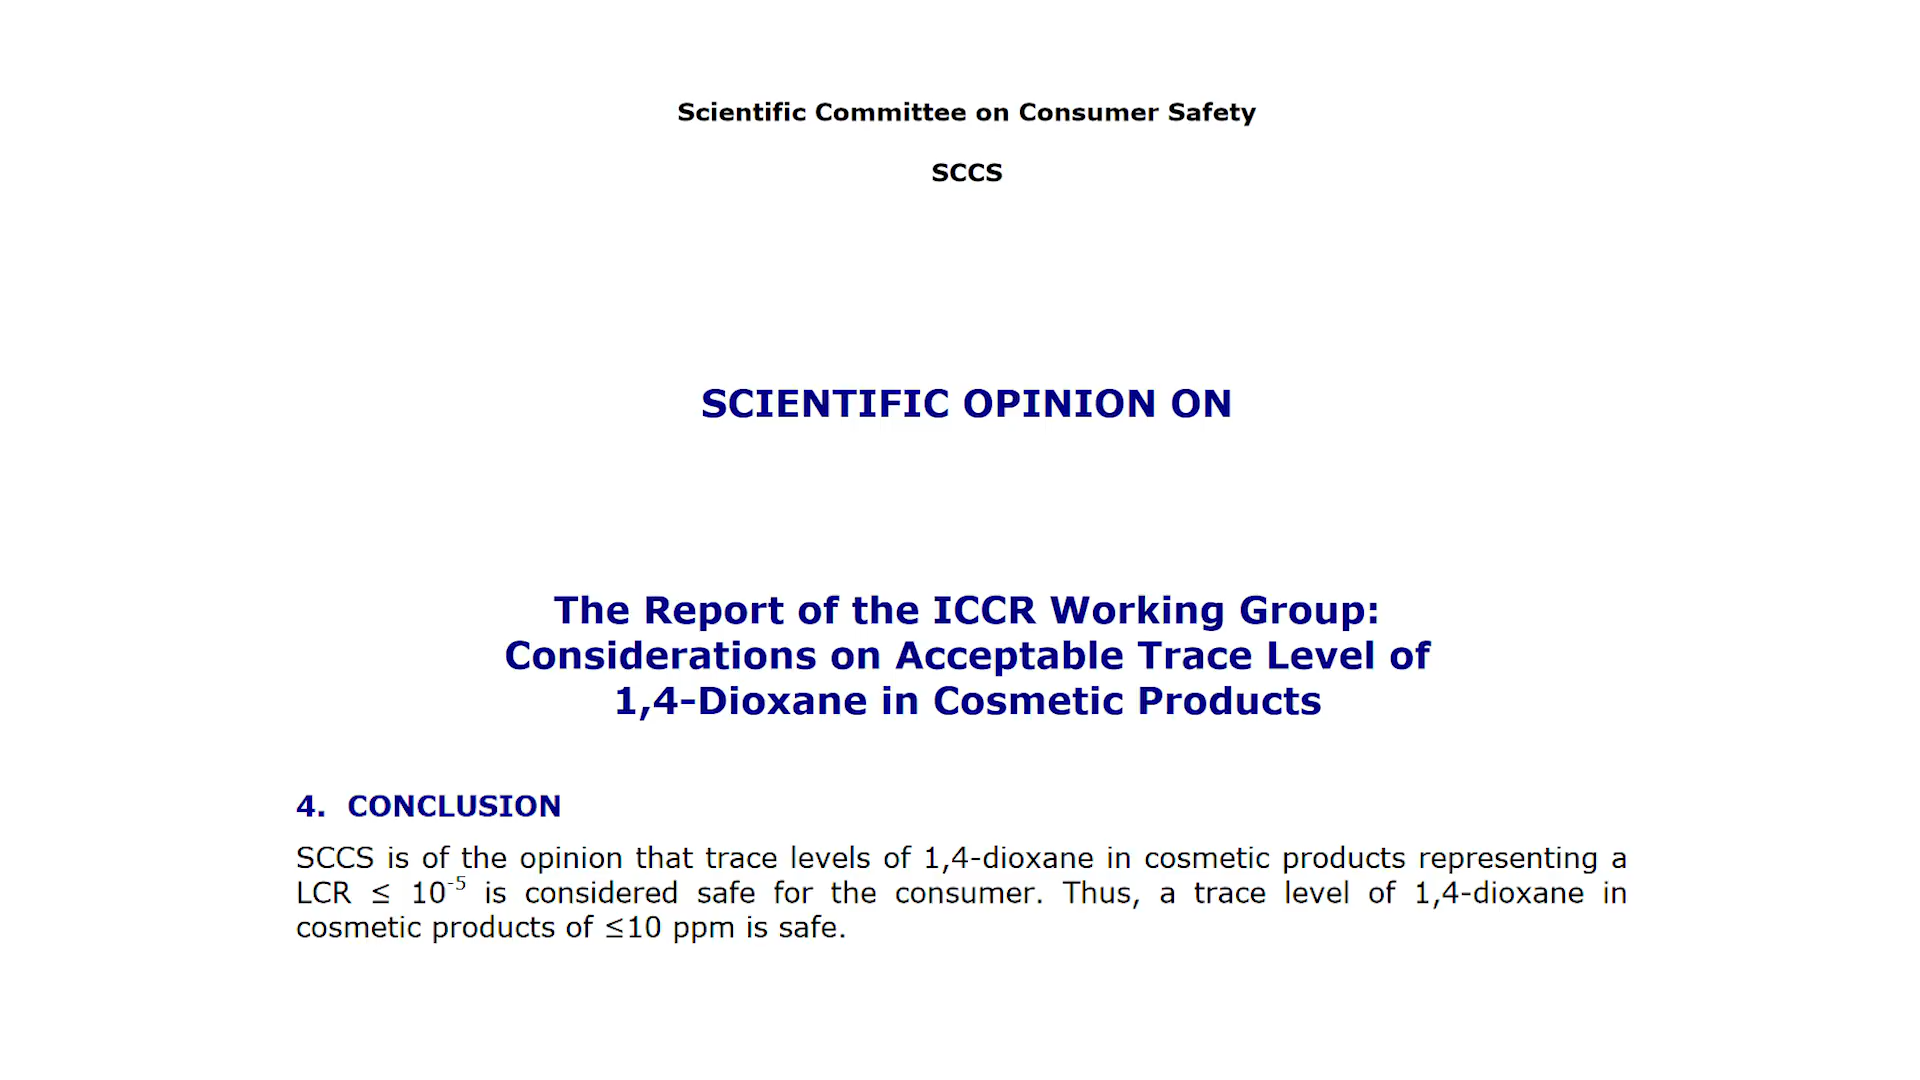 Scientific Committee on Consumer Safety
SCCS
SCIENTIFIC OPINION ON
The Report of the ICCR Working Group:
Considerations on Acceptable Trace Level of
1,4-Dioxane in Cosmetic Products
4. CONCLUSION
SCCS is of the opinion that trace levels of 1,4-dioxane in cosmetic products representing a
LCR ≤ 10⁻⁵ is considered safe for the consumer. Thus, a trace level of 1,4-dioxane in
cosmetic products of ≤10 ppm is safe.